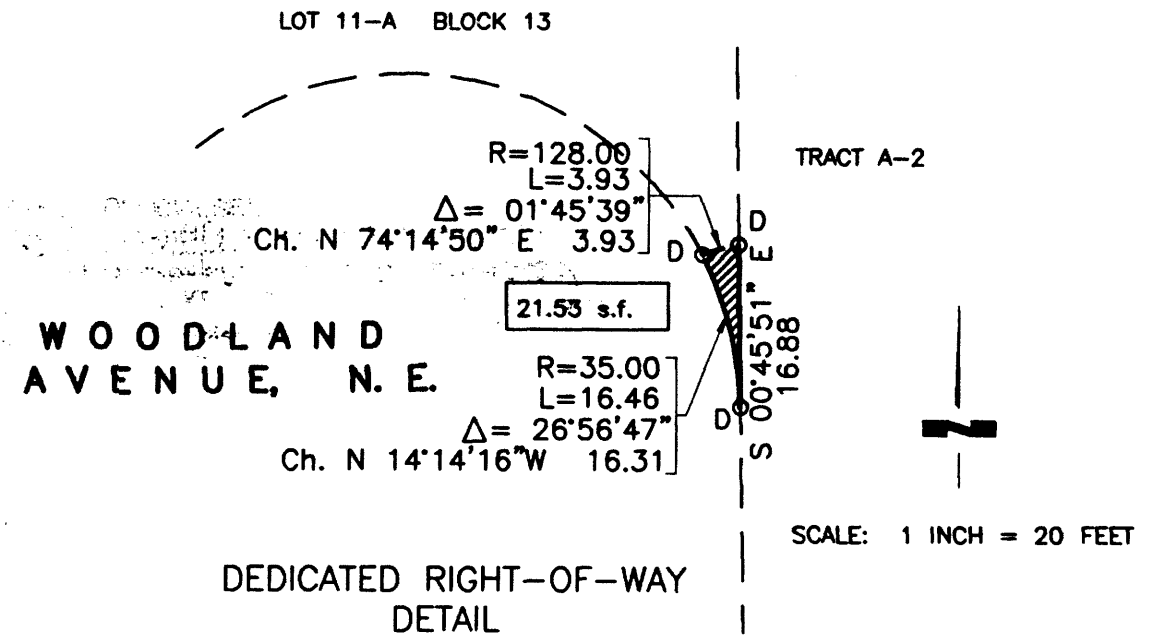 LOT 11-A BLOCK 13
R=128.00
L=3.93
Δ= 01°45'39"
Ch. N 74°14'50" E 3.93
TRACT A-2
D
D
21.53 s.f.
S 00°45'51" E
16.88
WOODLAND
AVENUE, N.E.
R=35.00
L=16.46
Δ= 26°56'47"
Ch. N 14°14'16"W 16.31
D
N
SCALE: 1 INCH = 20 FEET
DEDICATED RIGHT-OF-WAY
DETAIL